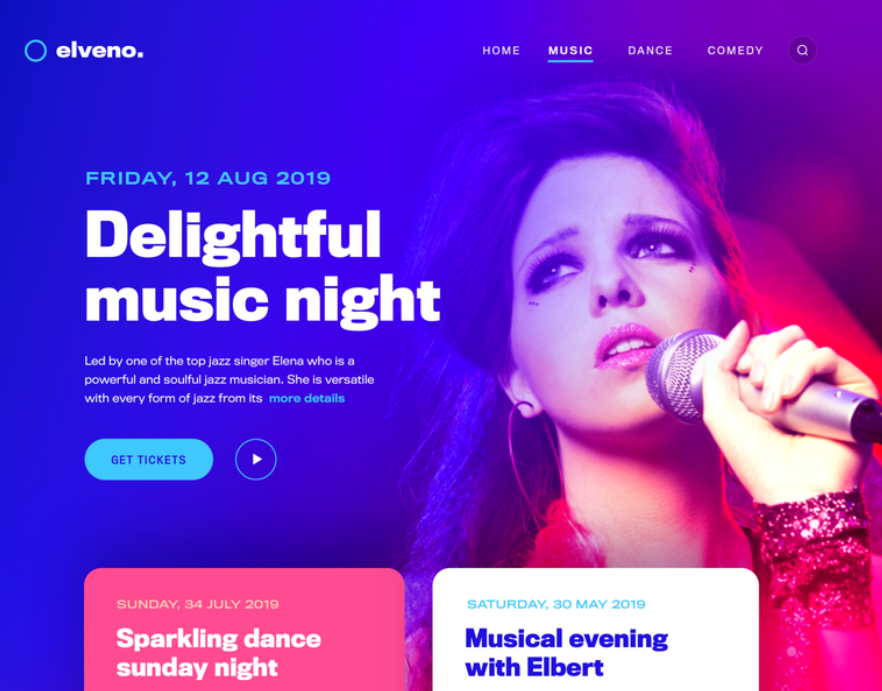 elveno.
HOME MUSIC DANCE COMEDY
FRIDAY, 12 AUG 2019
Delightful
music night
Led by one of the top jazz singer Elena who is a
powerful and soulful jazz musician. She is versatile
with every form of jazz from its more details
GET TICKETS
SUNDAY, 34 JULY 2019
Sparkling dance
sunday night
SATURDAY, 30 MAY 2019
Musical evening
with Elbert